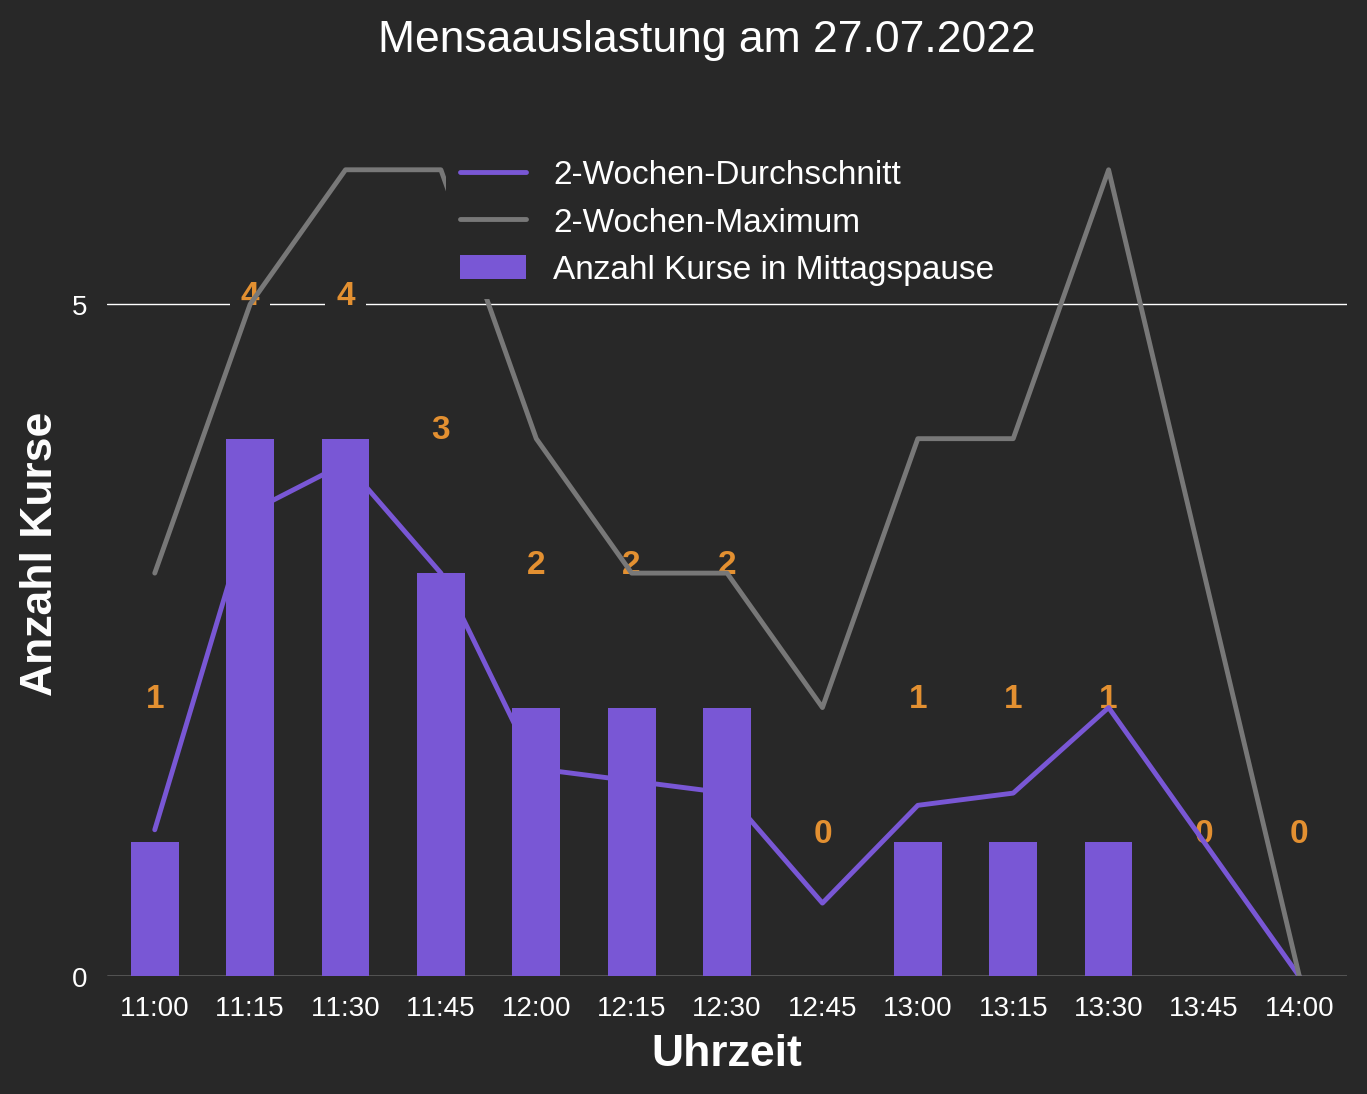 Mensaauslastung am 27.07.2022
2-Wochen-Durchschnitt
2-Wochen-Maximum
Anzahl Kurse in Mittagspause
4 4
5
3
2 2 2
1 1 1 1
0 0 0
0
Anzahl Kurse
11:00 11:15 11:30 11:45 12:00 12:15 12:30 12:45 13:00 13:15 13:30 13:45 14:00
Uhrzeit